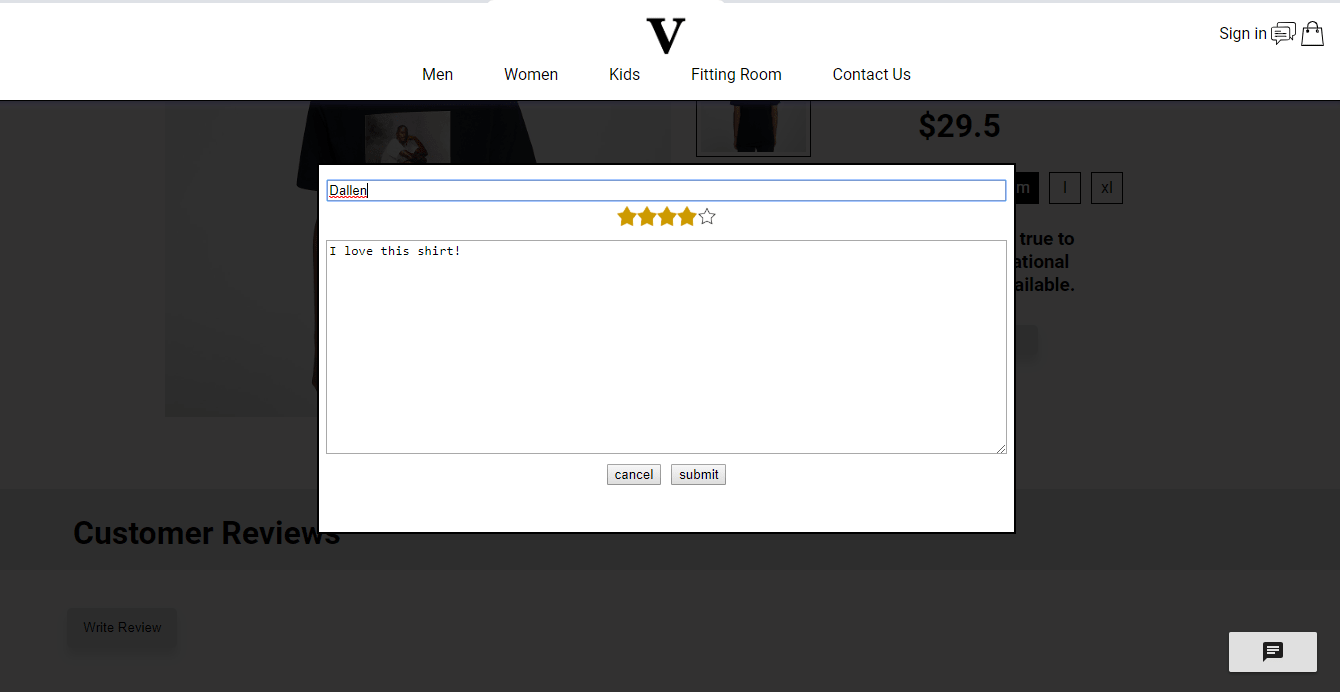 V
Sign in
Men Women Kids Fitting Room Contact Us
$29.5
m l xl
Dallen
true to
ational
ailable.
I love this shirt!
cancel submit
Customer Reviews
Write Review